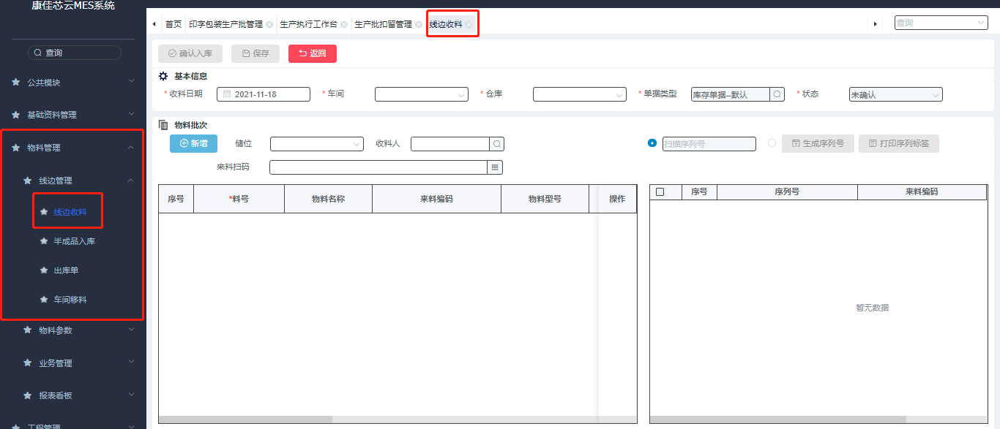 康佳芯云MES系统
查询
公共模块
基础资料管理
物料管理
线边管理
线边收料
半成品入库
出库单
车间移料
物料参数
业务管理
报表看板
工程管理
首页 印字包装生产批管理 生产执行工作台 生产批扣留管理 线边收料 查询
确认入库 保存 返回
基本信息
*收料日期 2021-11-18 *车间 *仓库 *单据类型 库存单据--默认 *状态 未确认
物料批次
新增 储位 收料人 扫描序列号 生成序列号 打印序列标签
来料扫码
序号 *料号 物料名称 来料编码 物料型号 操作 序号 序列号 来料编码
暂无数据